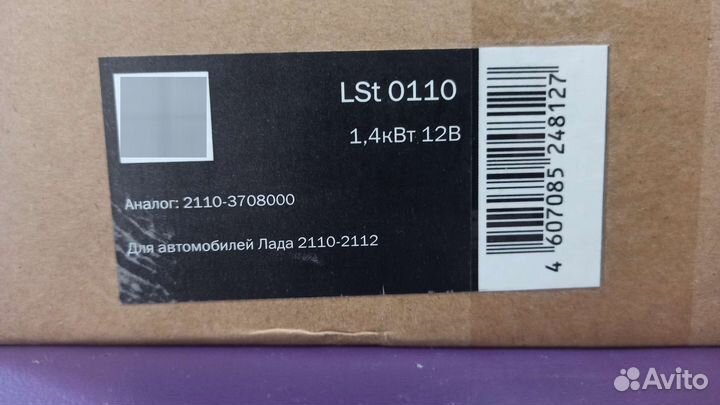 LSt 0110
1,4кВт 12В
Аналог: 2110-3708000
Для автомобилей Лада 2110-2112
4 607085 248127
Avito